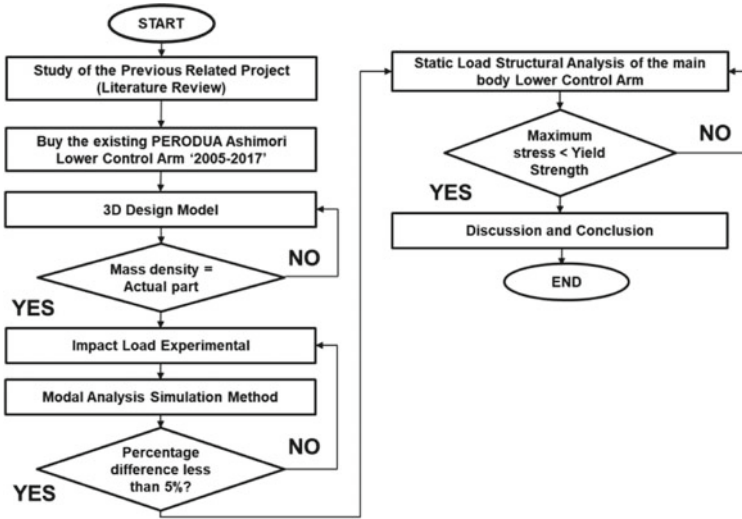 START
Study of the Previous Related Project
(Literature Review)
Buy the existing PERODUA Ashimori
Lower Control Arm '2005-2017'
3D Design Model
Mass density =
Actual part
NO
YES
Impact Load Experimental
Modal Analysis Simulation Method
Percentage
difference less
than 5%?
NO
YES
Static Load Structural Analysis of the main
body Lower Control Arm
Maximum
stress < Yield
Strength
NO
YES
Discussion and Conclusion
END